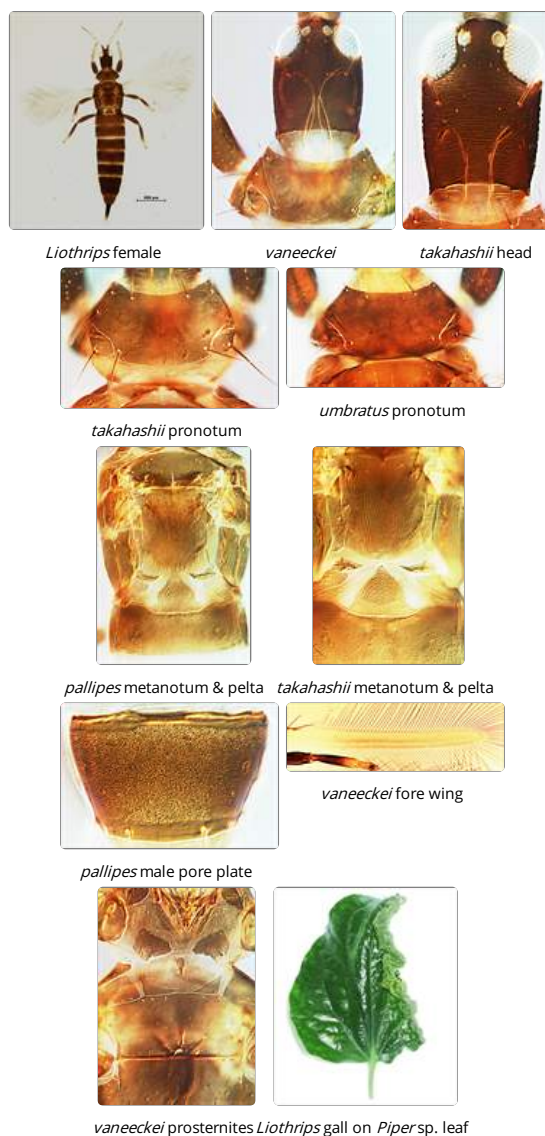 Liothrips female
vaneeckei
takahashii head
takahashii pronotum
umbratus pronotum
pallipes metanotum & pelta
takahashii metanotum & pelta
pallipes male pore plate
vaneeckei fore wing
vaneeckei prosternites
Liothrips gall on Piper sp. leaf